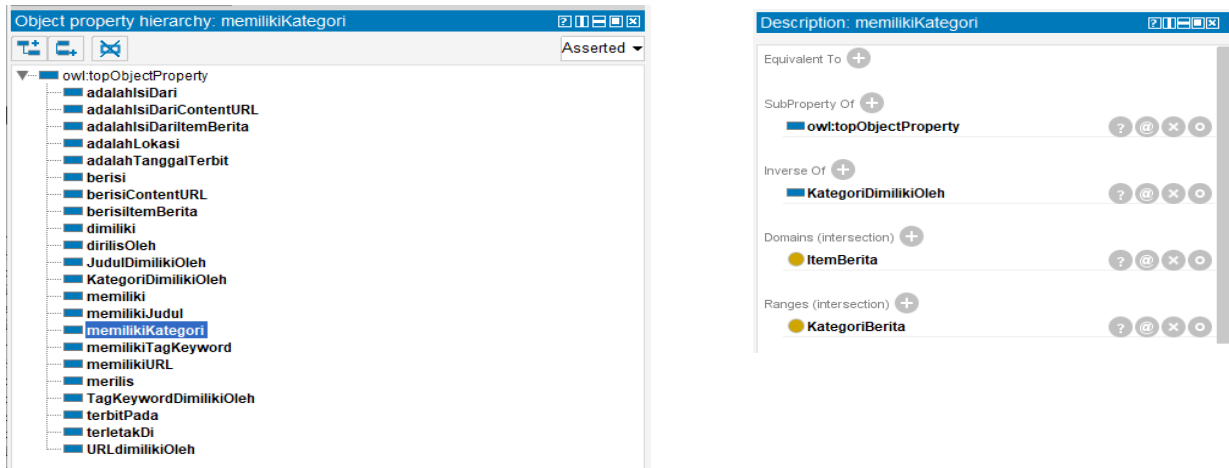 Object property hierarchy: memilikiKategori
Asserted
owl:topObjectProperty
adalahIsiDari
adalahIsiDariContentURL
adalahIsiDariItemBerita
adalahLokasi
adalahTanggalTerbit
berisi
berisiContentURL
berisiItemBerita
dimiliki
dirilisOleh
JudulDimilikiOleh
KategoriDimilikiOleh
memiliki
memilikiJudul
memilikiKategori
memilikiTagKeyword
memilikiURL
merilis
TagKeywordDimilikiOleh
terbitPada
terletakDi
URLdimilikiOleh
Description: memilikiKategori
Equivalent To
SubProperty Of
owl:topObjectProperty
Inverse Of
KategoriDimilikiOleh
Domains (intersection)
ItemBerita
Ranges (intersection)
KategoriBerita